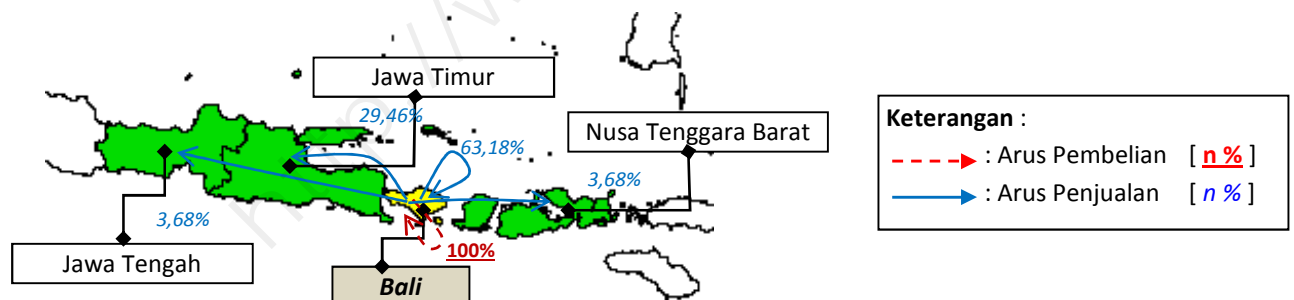 Jawa Timur
29,46%
63,18%
Nusa Tenggara Barat
3,68%
3,68%
Jawa Tengah
100%
Bali
Keterangan :
: Arus Pembelian [ n % ]
: Arus Penjualan [ n % ]